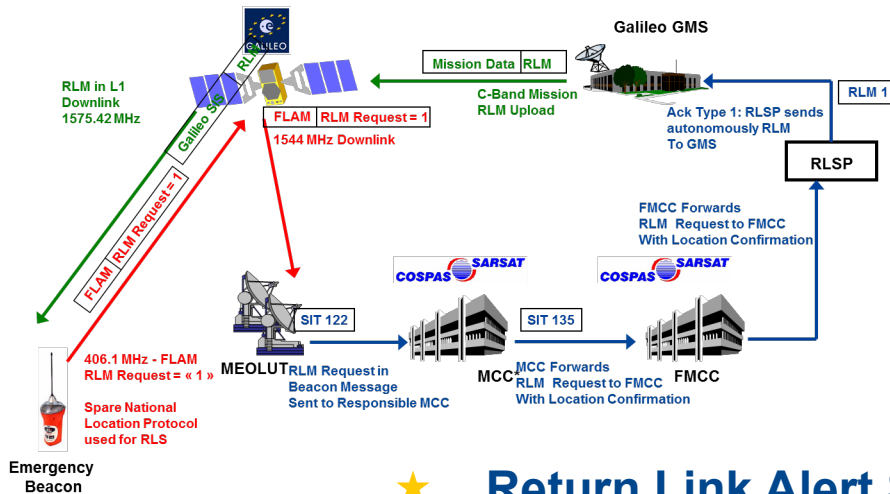 GALILEO
Galileo GMS
Mission Data RLM
C-Band Mission
RLM Upload
RLM in L1
Downlink
1575.42 MHz
Galileo SIS RLM
FLAM RLM Request = 1
1544 MHz Downlink
RLM 1
Ack Type 1: RLSP sends
autonomously RLM
To GMS
RLSP
FLAM RLM Request = 1
FMCC Forwards
RLM Request to FMCC
With Location Confirmation
COSPAS SARSAT
COSPAS SARSAT
SIT 122
SIT 135
406.1 MHz - FLAM
RLM Request = « 1 »
Spare National
Location Protocol
used for RLS
MEOLUT
RLM Request in
Beacon Message
Sent to Responsible MCC
MCC*
MCC Forwards
RLM Request to FMCC
With Location Confirmation
FMCC
Emergency
Beacon
Return Link Alert